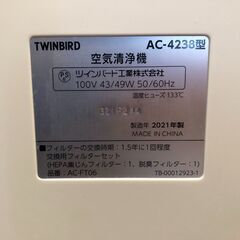 TWINBIRD
AC-4238型
空気清浄機
ツインバード工業株式会社
100V 43/49W 50/60Hz
温度ヒューズ 133℃
製造年 2021年製
MADE IN CHINA
■フィルターの交換時期：1.5年に1回程度
交換用フィルターセット
（HEPA集じんフィルター1、脱臭フィルター1）
（品番：AC-FT06
TB-00012923-1